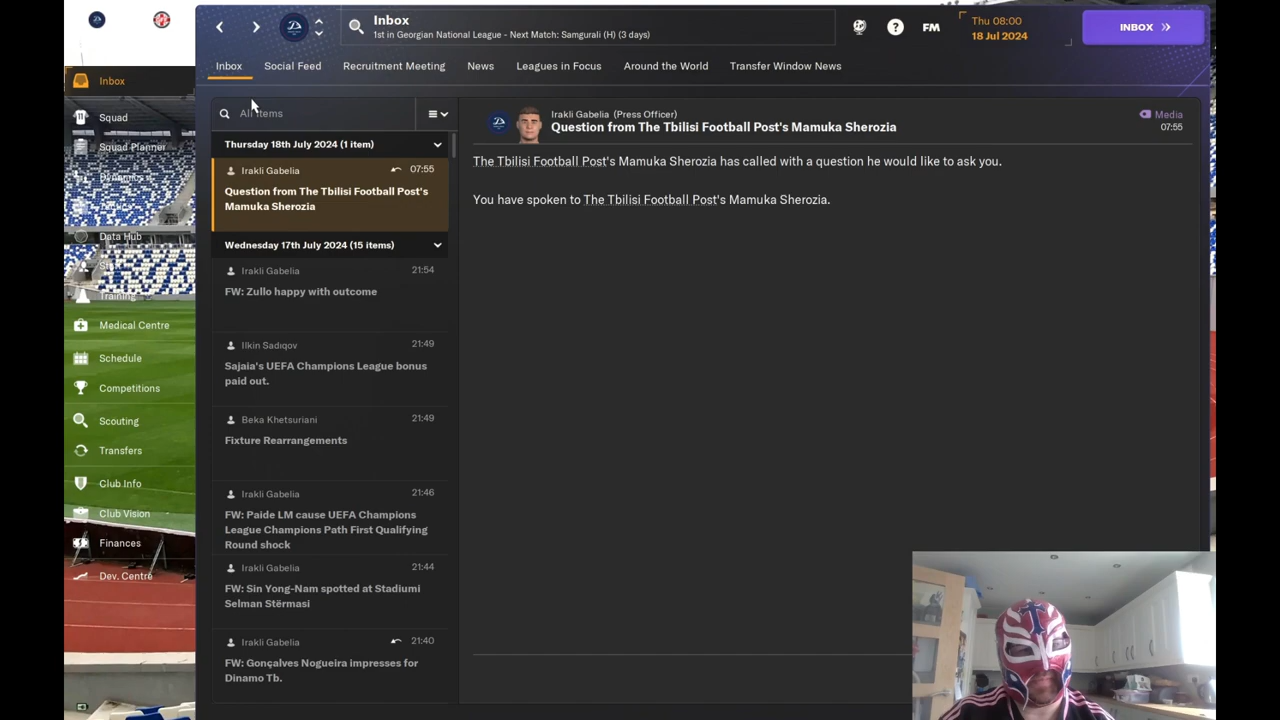 Inbox
1st in Georgian National League - Next Match: Samgurali (H) (3 days)
FM
Thu 08:00
18 Jul 2024
INBOX
Inbox
Social Feed
Recruitment Meeting
News
Leagues in Focus
Around the World
Transfer Window News
Inbox
Squad
Squad Planner
Dynamics
Data Hub
Training
Medical Centre
Schedule
Competitions
Scouting
Transfers
Club Info
Club Vision
Finances
Dev. Centre
All items
Thursday 18th July 2024 (1 item)
Irakli Gabelia 07:55
Question from The Tbilisi Football Post's
Mamuka Sherozia
Wednesday 17th July 2024 (15 items)
Irakli Gabelia 21:54
FW: Zullo happy with outcome
Ilkin Sadıqov 21:49
Sajaia's UEFA Champions League bonus
paid out.
Beka Khetsuriani 21:49
Fixture Rearrangements
Irakli Gabelia 21:46
FW: Paide LM cause UEFA Champions
League Champions Path First Qualifying
Round shock
Irakli Gabelia 21:44
FW: Sin Yong-Nam spotted at Stadiumi
Selman Stërmasi
Irakli Gabelia 21:40
FW: Gonçalves Nogueira impresses for
Dinamo Tb.
Irakli Gabelia (Press Officer)
Question from The Tbilisi Football Post's Mamuka Sherozia
Media
07:55
The Tbilisi Football Post's Mamuka Sherozia has called with a question he would like to ask you.
You have spoken to The Tbilisi Football Post's Mamuka Sherozia.